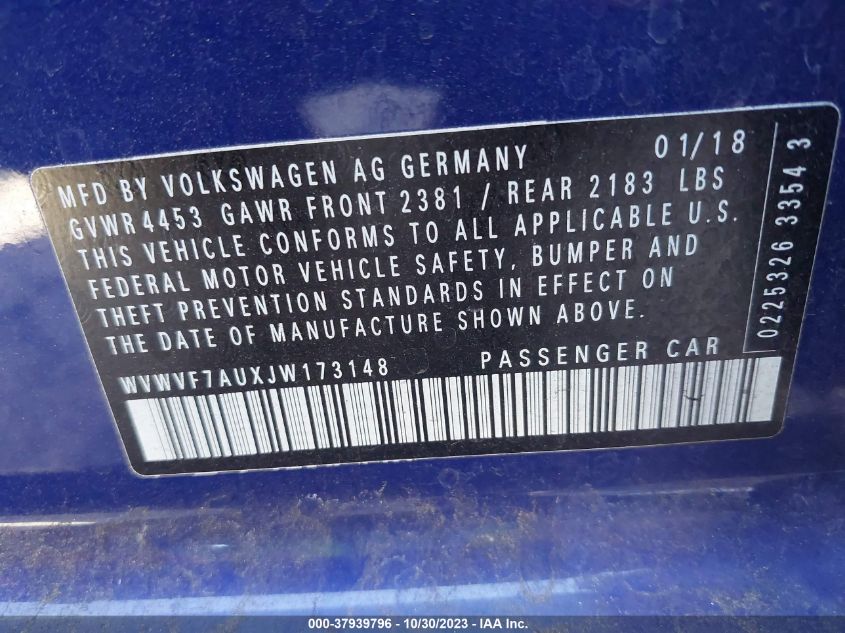 MFD BY VOLKSWAGEN AG GERMANY 01/18
GVWR 4453 GAWR FRONT 2381 / REAR 2183 LBS
THIS VEHICLE CONFORMS TO ALL APPLICABLE U.S.
FEDERAL MOTOR VEHICLE SAFETY, BUMPER AND
THEFT PREVENTION STANDARDS IN EFFECT ON
THE DATE OF MANUFACTURE SHOWN ABOVE.
WVWVF7AUXJW173148 PASSENGER CAR
0225326 3354 3
000-37939796 - 10/30/2023 - IAA Inc.